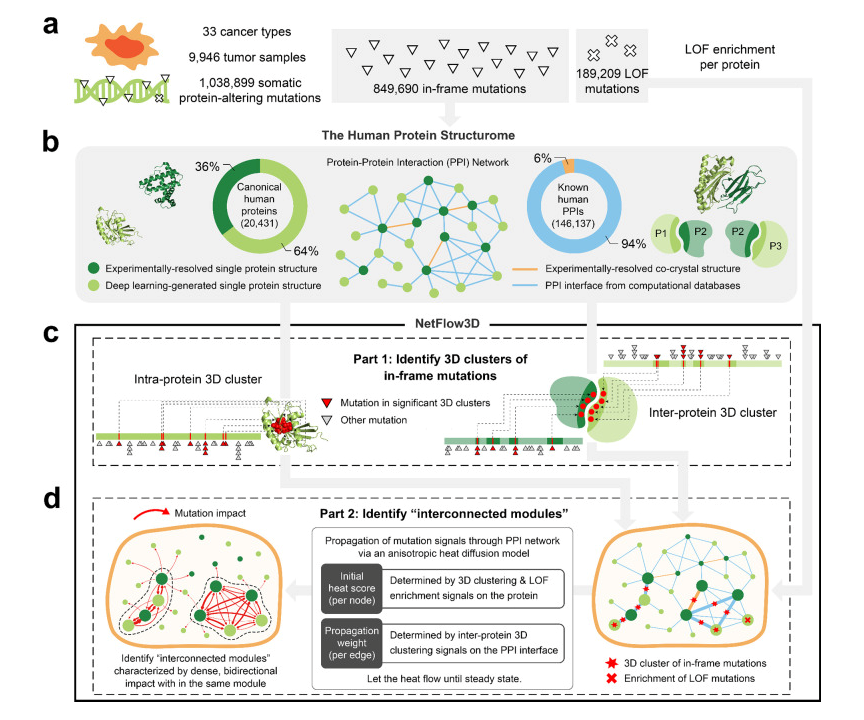 a
33 cancer types
9,946 tumor samples
1,038,899 somatic
protein-altering mutations
849,690 in-frame mutations
189,209 LOF
mutations
LOF enrichment
per protein
b
The Human Protein Structurome
36%
Canonical
human
proteins
(20,431)
64%
Protein-Protein Interaction (PPI) Network
6%
Known
human
PPIs
(146,137)
94%
P1
P2
P2
P3
Experimentally-resolved single protein structure
Deep learning-generated single protein structure
Experimentally-resolved co-crystal structure
PPI interface from computational databases
NetFlow3D
c
Part 1: Identify 3D clusters of
in-frame mutations
Intra-protein 3D cluster
Mutation in significant 3D clusters
Other mutation
Inter-protein 3D cluster
d
Mutation impact
Part 2: Identify “interconnected modules”
Propagation of mutation signals through PPI network
via an anisotropic heat diffusion model
Initial
heat score
(per node)
Determined by 3D clustering & LOF
enrichment signals on the protein
Propagation
weight
(per edge)
Determined by inter-protein 3D
clustering signals on the PPI interface
Let the heat flow until steady state.
Identify “interconnected modules”
characterized by dense, bidirectional
impact with in the same module
3D cluster of in-frame mutations
Enrichment of LOF mutations